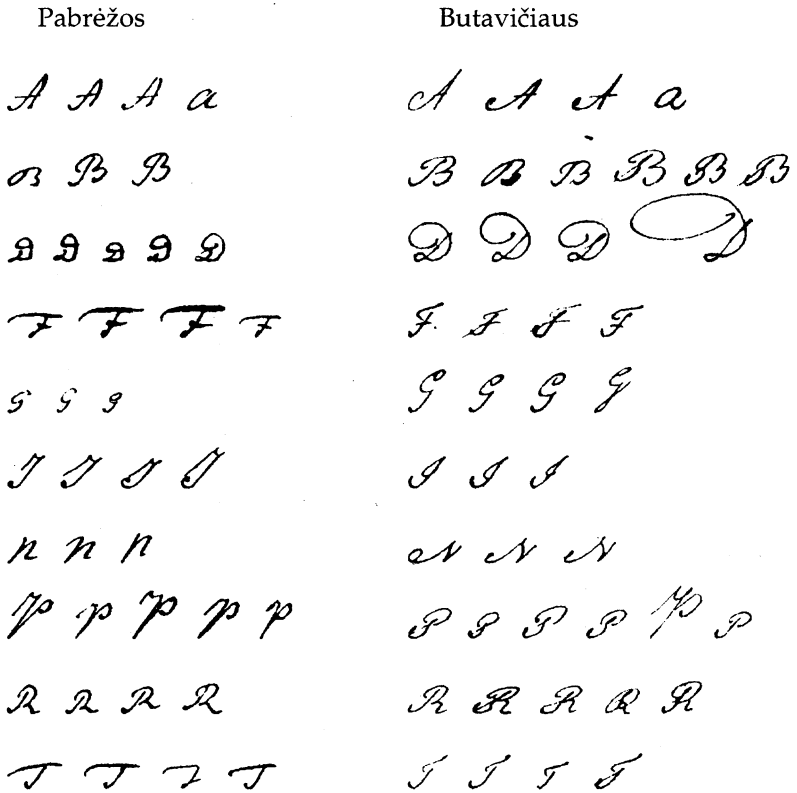 Pabrėžos Butavičiaus
A A A a A A A a
B B B B B B B B B
D D D D D D D D D
F F F F F F F F
G G G G G G G
J J J J J J J
n n n N N N
P P P P P P P P P P P
R R R R R R R R R
T T T T T T T T